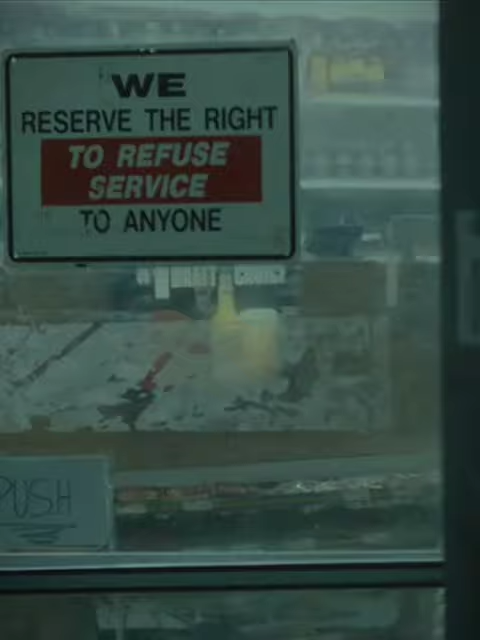 WE
RESERVE THE RIGHT
TO REFUSE
SERVICE
TO ANYONE
PUSH